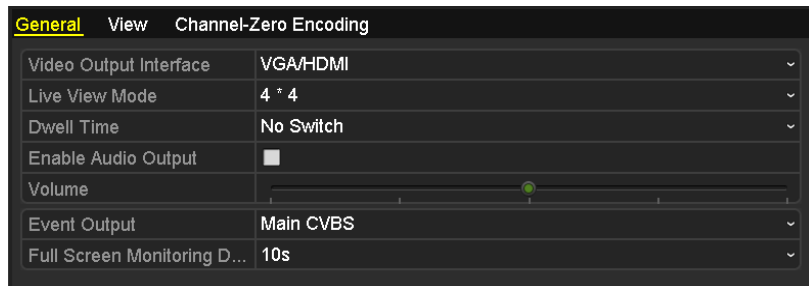 General View Channel-Zero Encoding
Video Output Interface VGA/HDMI
Live View Mode 4 * 4
Dwell Time No Switch
Enable Audio Output
Volume
Event Output Main CVBS
Full Screen Monitoring D... 10s